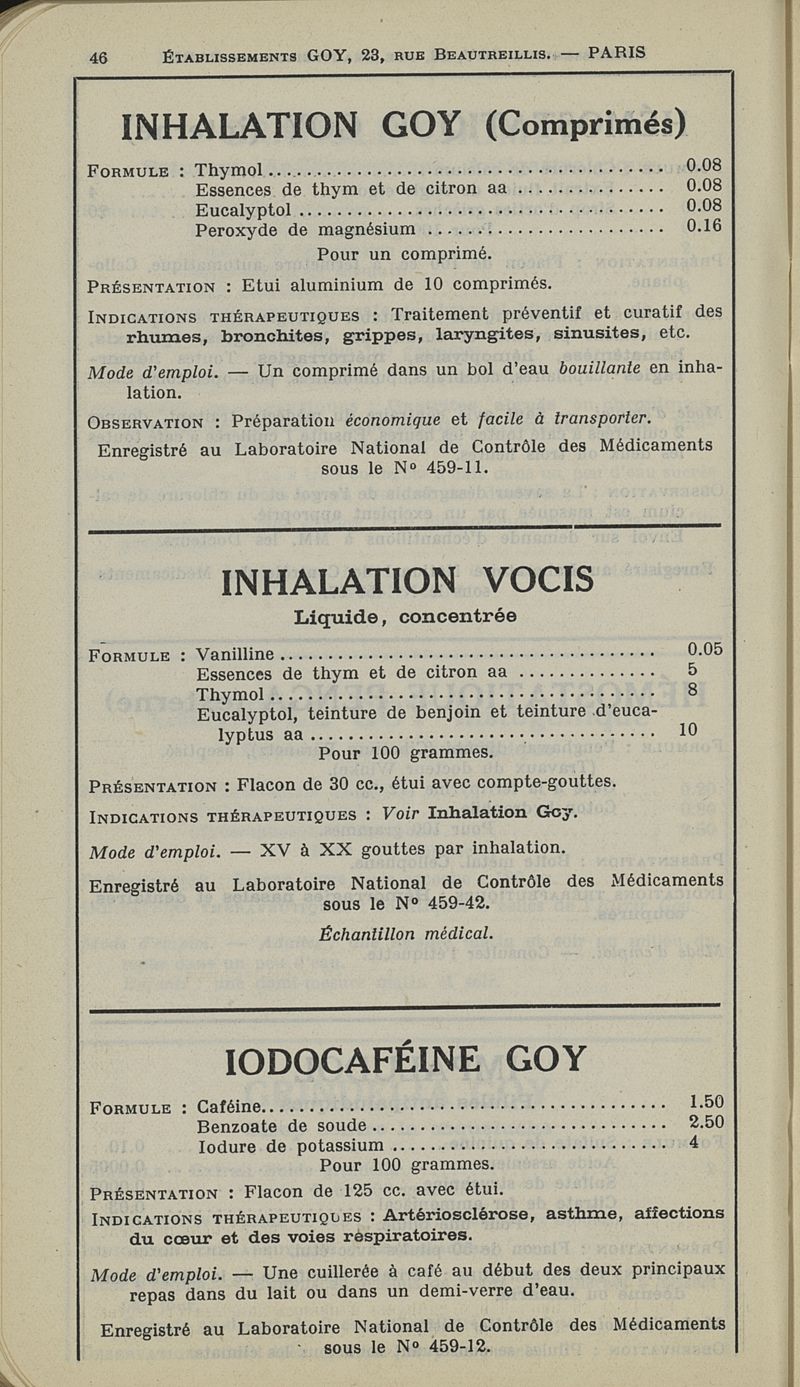 46 ÉTABLISSEMENTS GOY, 23, RUE BEAUTREILLIS. — PARIS
INHALATION GOY (Comprimés)
FORMULE : Thymol ........ 0.08
Essences de thym et de citron aa ........ 0.08
Eucalyptol ........ 0.08
Peroxyde de magnésium ........ 0.16
Pour un comprimé.
PRÉSENTATION : Etui aluminium de 10 comprimés.
INDICATIONS THÉRAPEUTIQUES : Traitement préventif et curatif des
rhumes, bronchites, grippes, laryngites, sinusites, etc.
Mode d'emploi. — Un comprimé dans un bol d'eau bouillante en inha-
lation.
OBSERVATION : Préparation économique et facile à transporter.
Enregistré au Laboratoire National de Contrôle des Médicaments
sous le Nº 459-11.
INHALATION VOCIS
Liquide, concentrée
FORMULE : Vanilline ........ 0.05
Essences de thym et de citron aa ........ 5
Thymol ........ 8
Eucalyptol, teinture de benjoin et teinture d'euca-
lyptus aa ........ 10
Pour 100 grammes.
PRÉSENTATION : Flacon de 30 cc., étui avec compte-gouttes.
INDICATIONS THÉRAPEUTIQUES : Voir Inhalation Goy.
Mode d'emploi. — XV à XX gouttes par inhalation.
Enregistré au Laboratoire National de Contrôle des Médicaments
sous le Nº 459-42.
Échantillon médical.
IODOCAFÉINE GOY
FORMULE : Caféine ........ 1.50
Benzoate de soude ........ 2.50
Iodure de potassium ........ 4
Pour 100 grammes.
PRÉSENTATION : Flacon de 125 cc. avec étui.
INDICATIONS THÉRAPEUTIQUES : Artériosclérose, asthme, affections
du cœur et des voies respiratoires.
Mode d'emploi. — Une cuillerée à café au début des deux principaux
repas dans du lait ou dans un demi-verre d'eau.
Enregistré au Laboratoire National de Contrôle des Médicaments
sous le Nº 459-12.